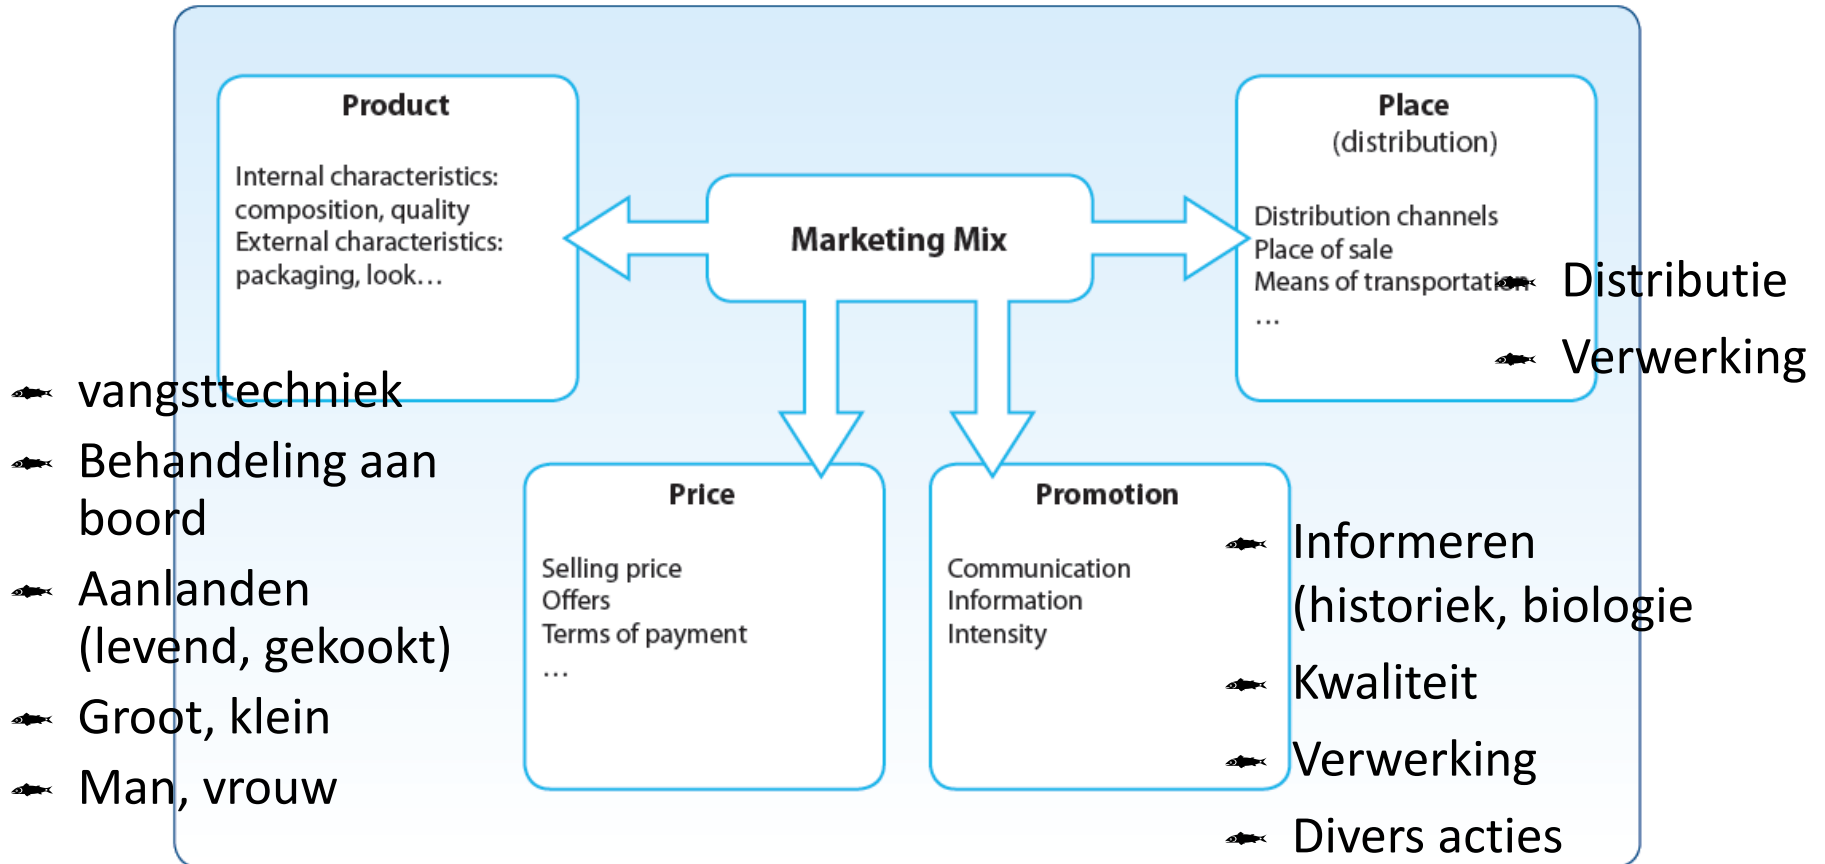 Product
Internal characteristics:
composition, quality
External characteristics:
packaging, look...
vangsttechniek
Behandeling aan
boord
Aanlanden
(levend, gekookt)
Groot, klein
Man, vrouw
Marketing Mix
Place
(distribution)
Distribution channels
Place of sale
Means of transportation
...
Distributie
Verwerking
Price
Selling price
Offers
Terms of payment
...
Promotion
Communication
Information
Intensity
Informeren
(historiek, biologie
Kwaliteit
Verwerking
Divers acties